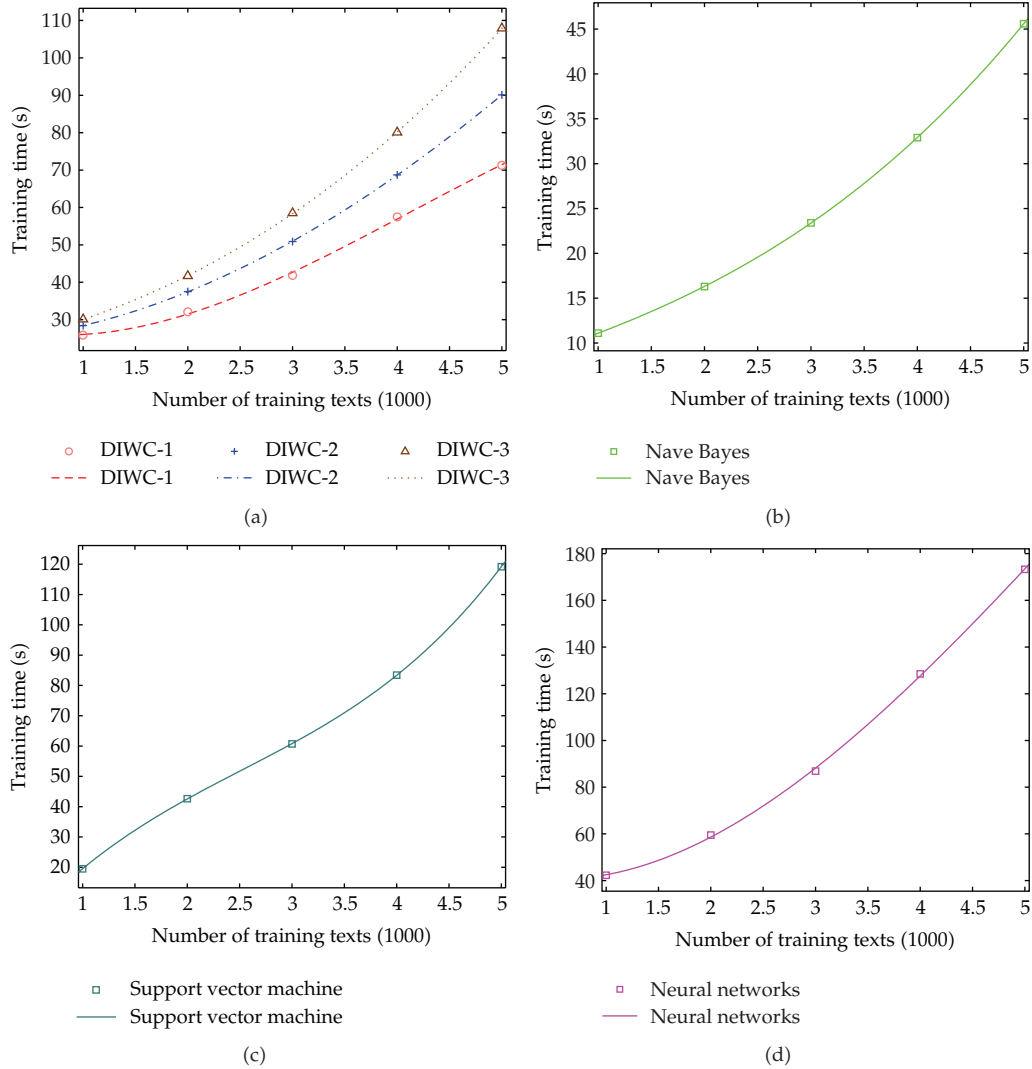 110
100
90
80
70
60
50
40
30
Training time (s)
1 1.5 2 2.5 3 3.5 4 4.5 5
Number of training texts (1000)
DIWC-1 DIWC-2 DIWC-3
DIWC-1 DIWC-2 DIWC-3
(a)
45
40
35
30
25
20
15
10
Training time (s)
1 1.5 2 2.5 3 3.5 4 4.5 5
Number of training texts (1000)
Nave Bayes
Nave Bayes
(b)
120
110
100
90
80
70
60
50
40
30
20
Training time (s)
1 1.5 2 2.5 3 3.5 4 4.5 5
Number of training texts (1000)
Support vector machine
Support vector machine
(c)
180
160
140
120
100
80
60
40
Training time (s)
1 1.5 2 2.5 3 3.5 4 4.5 5
Number of training texts (1000)
Neural networks
Neural networks
(d)